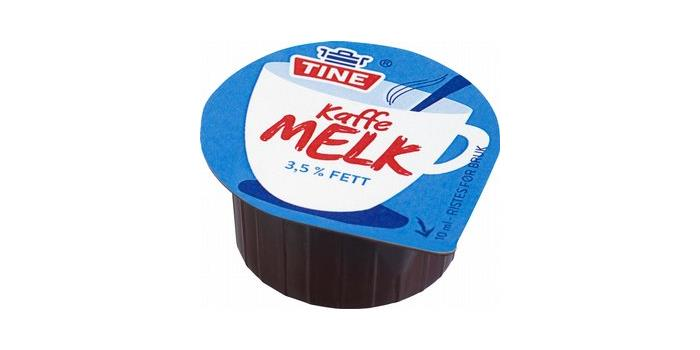 TINE®
Kaffe
MELK
3,5 % FETT
10 ml - RISTES FØR BRUK